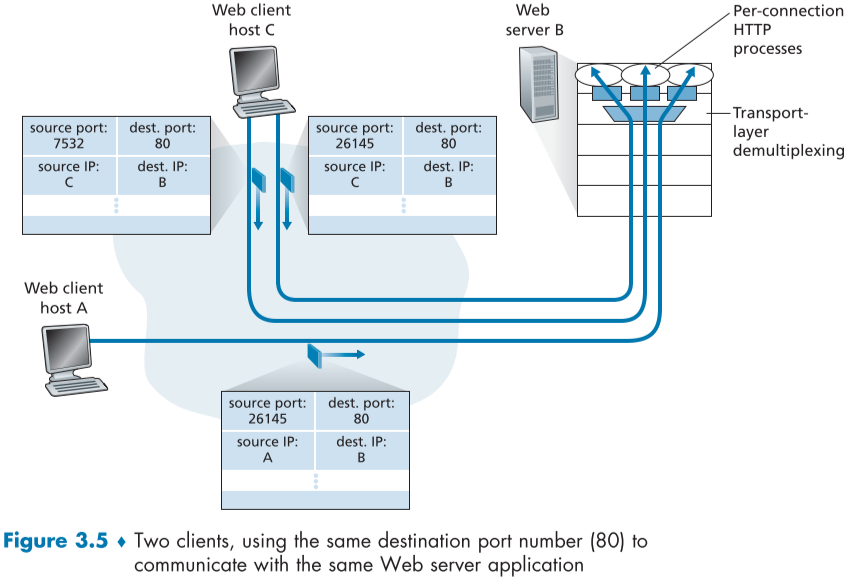 Web client
host C
Web
server B
Per-connection
HTTP
processes
Transport-
layer
demultiplexing
source port:
7532
dest. port:
80
source IP:
C
dest. IP:
B
source port:
26145
dest. port:
80
source IP:
C
dest. IP:
B
Web client
host A
source port:
26145
dest. port:
80
source IP:
A
dest. IP:
B
Figure 3.5 ♦ Two clients, using the same destination port number (80) to
communicate with the same Web server application